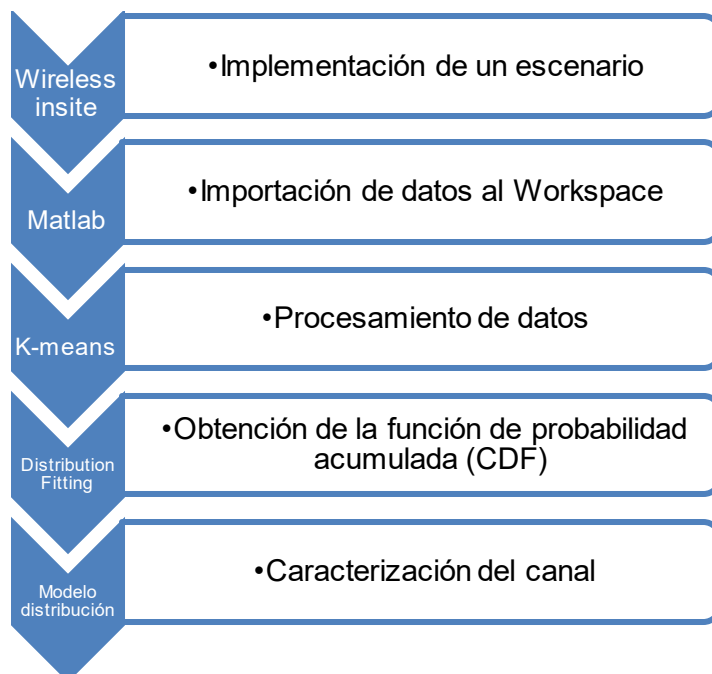 Wireless
insite
•Implementación de un escenario
Matlab
•Importación de datos al Workspace
K-means
•Procesamiento de datos
Distribution
Fitting
•Obtención de la función de probabilidad
acumulada (CDF)
Modelo
distribución
•Caracterización del canal